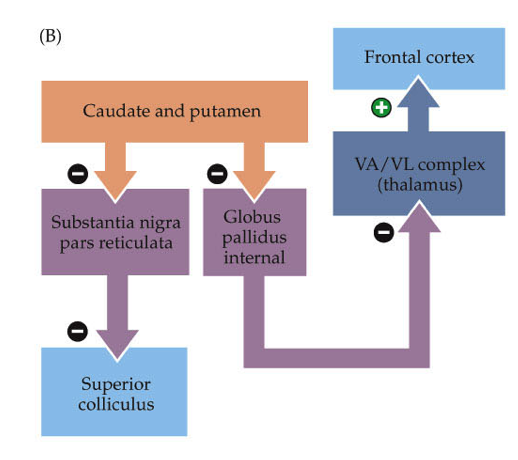 (B)
Frontal cortex
Caudate and putamen
+
−
−
VA/VL complex
(thalamus)
Substantia nigra
pars reticulata
Globus
pallidus
internal
−
−
Superior
colliculus